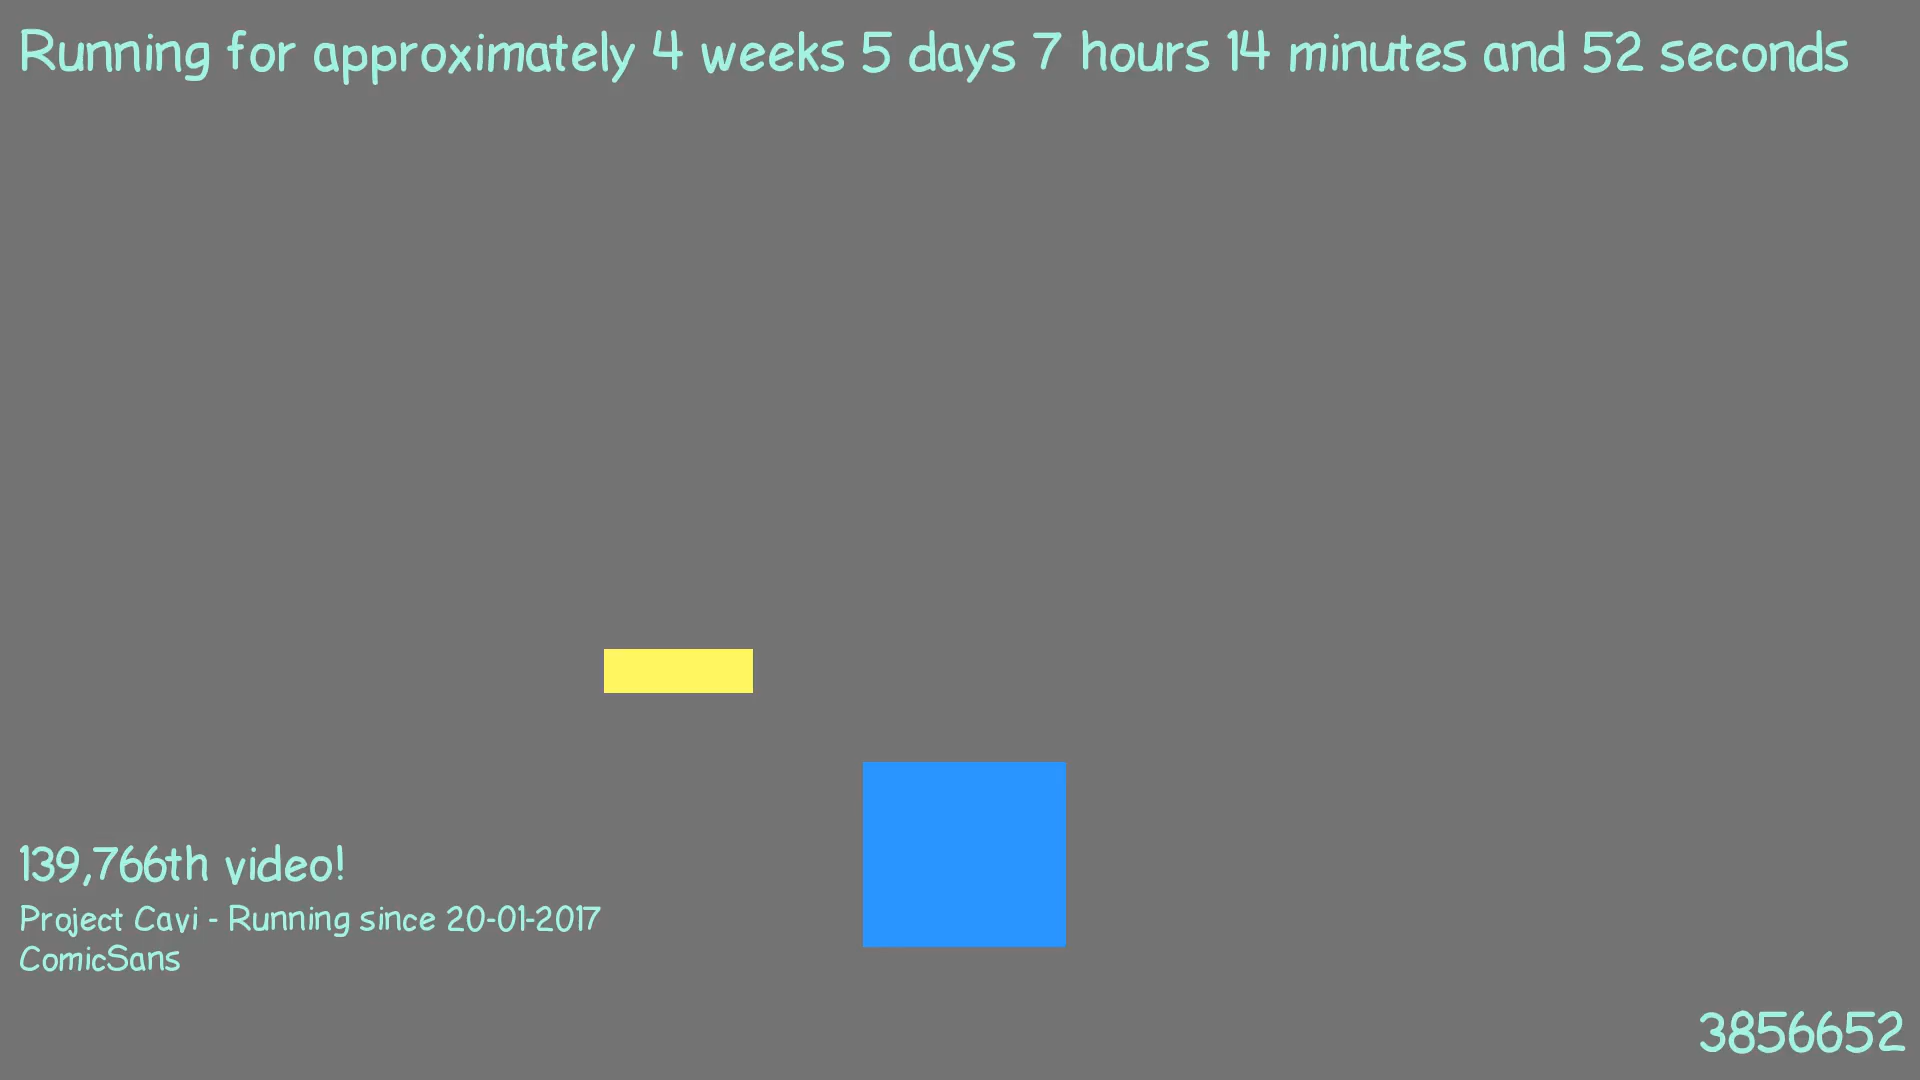 Running for approximately 4 weeks 5 days 7 hours 14 minutes and 52 seconds
139,766th video!
Project Cavi - Running since 20-01-2017
ComicSans
3856652